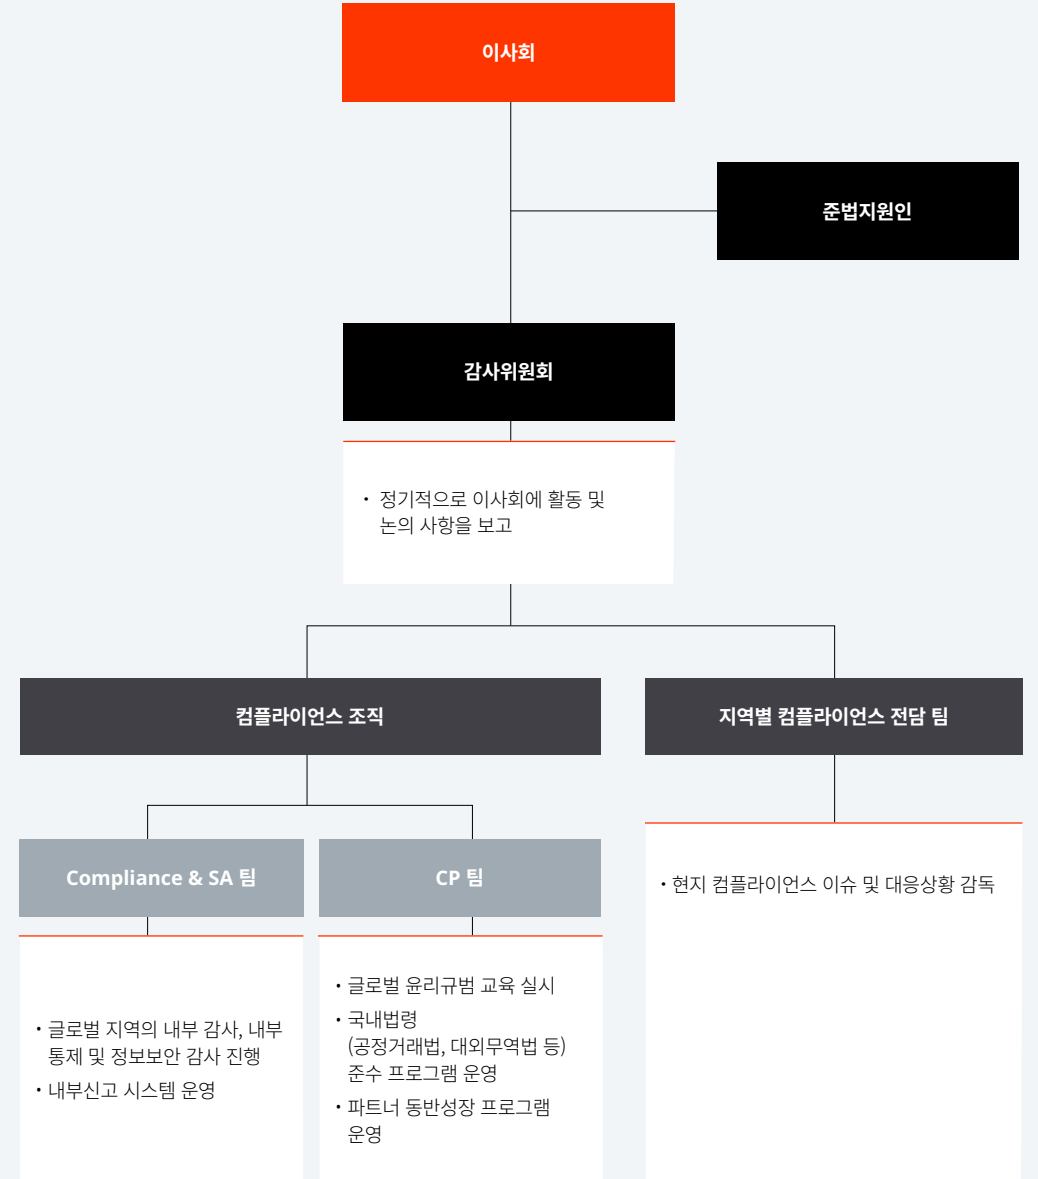 이사회
준법지원인
감사위원회
• 정기적으로 이사회에 활동 및
논의 사항을 보고
컴플라이언스 조직
지역별 컴플라이언스 전담 팀
Compliance & SA 팀
CP 팀
• 글로벌 지역의 내부 감사, 내부
통제 및 정보보안 감사 진행
• 내부신고 시스템 운영
• 글로벌 윤리규범 교육 실시
• 국내법령
(공정거래법, 대외무역법 등)
준수 프로그램 운영
• 파트너 동반성장 프로그램
운영
• 현지 컴플라이언스 이슈 및 대응상황 감독